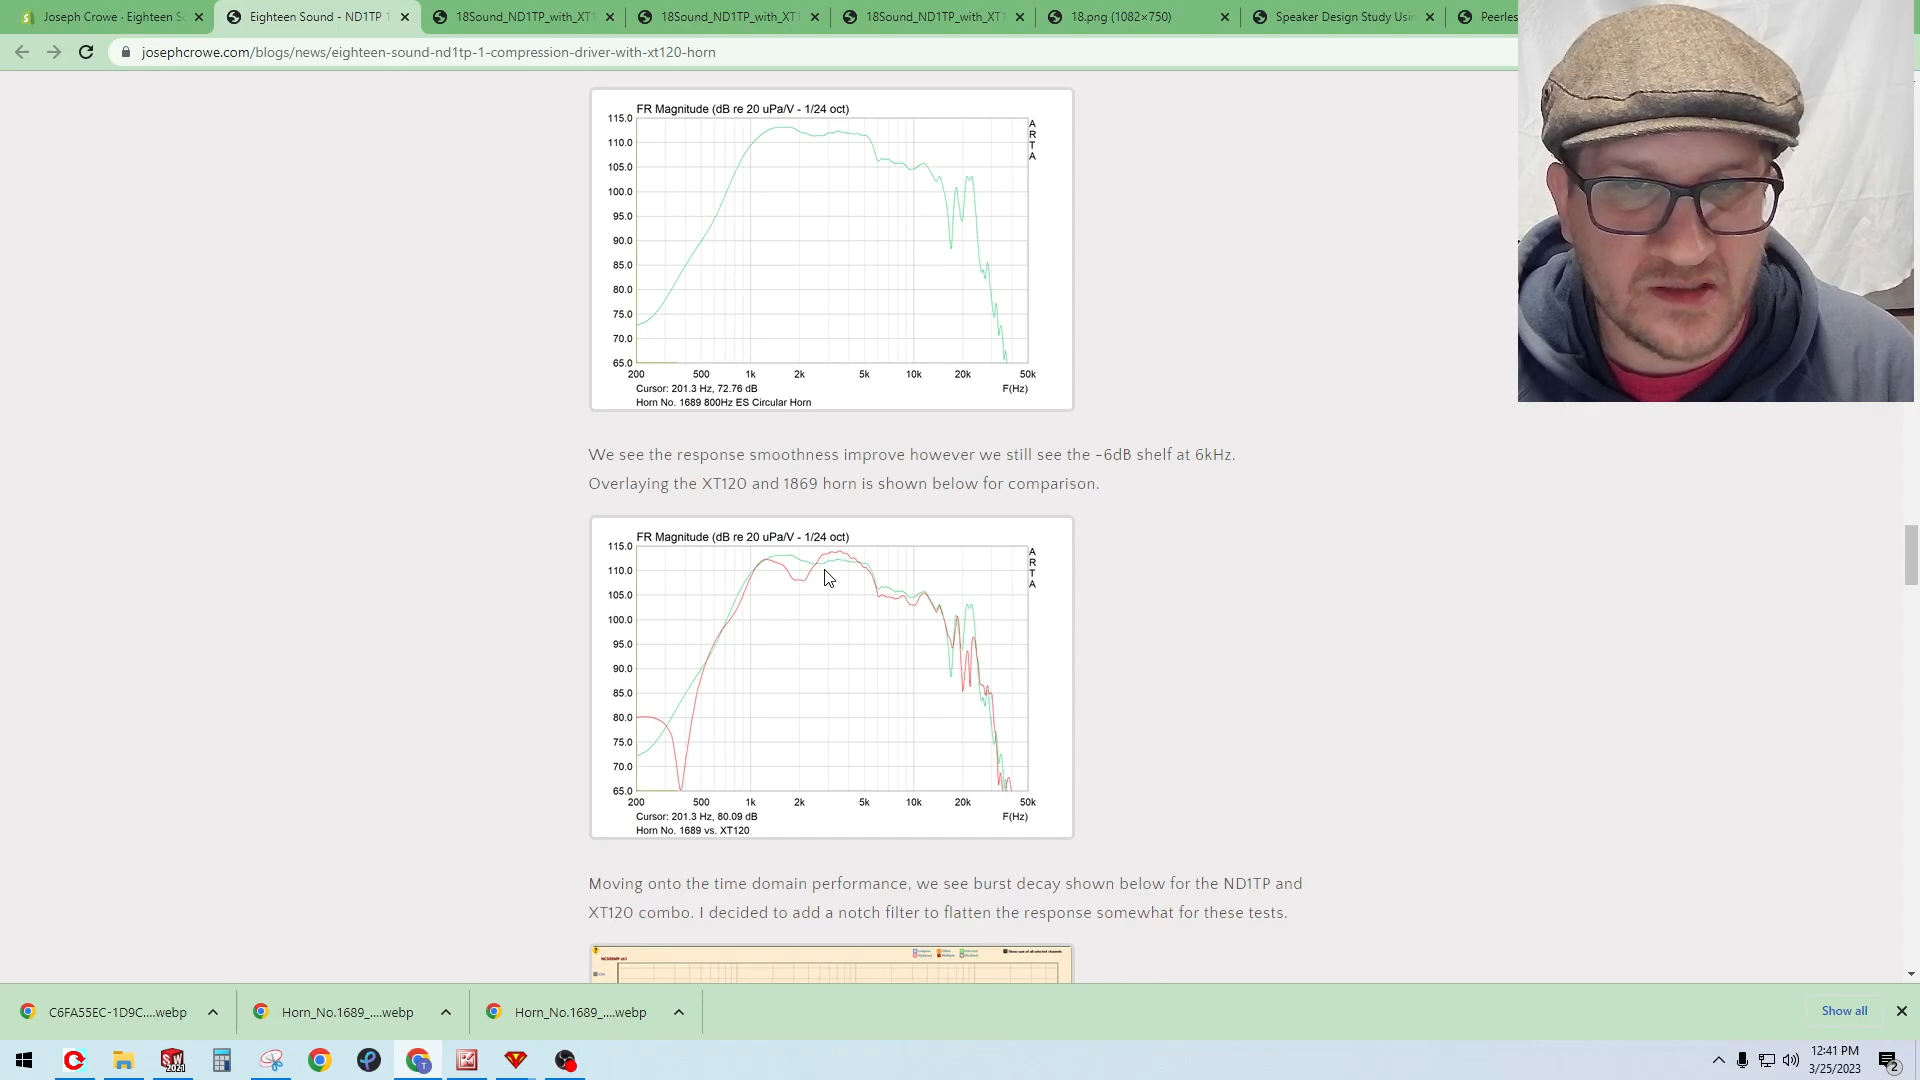 Joseph Crowe · Eighteen S
Eighteen Sound - ND1TP 1
18Sound_ND1TP_with_XT1
18Sound_ND1TP_with_XT1
18Sound_ND1TP_with_XT1
18.png (1082×750)
Speaker Design Study Usi
Peerles
josephcrowe.com/blogs/news/eighteen-sound-nd1tp-1-compression-driver-with-xt120-horn
FR Magnitude (dB re 20 uPa/V - 1/24 oct)
115.0
110.0
105.0
100.0
95.0
90.0
85.0
80.0
75.0
70.0
65.0
A
R
T
A
200 500 1k 2k 5k 10k 20k 50k
Cursor: 201.3 Hz, 72.76 dB F(Hz)
Horn No. 1689 800Hz ES Circular Horn
We see the response smoothness improve however we still see the -6dB shelf at 6kHz.
Overlaying the XT120 and 1869 horn is shown below for comparison.
FR Magnitude (dB re 20 uPa/V - 1/24 oct)
115.0
110.0
105.0
100.0
95.0
90.0
85.0
80.0
75.0
70.0
65.0
A
R
T
A
200 500 1k 2k 5k 10k 20k 50k
Cursor: 201.3 Hz, 80.09 dB F(Hz)
Horn No. 1689 vs. XT120
Moving onto the time domain performance, we see burst decay shown below for the ND1TP and
XT120 combo. I decided to add a notch filter to flatten the response somewhat for these tests.
C6FA55EC-1D9C....webp
Horn_No.1689_....webp
Horn_No.1689_....webp
Show all
SW
2021
T
12:41 PM
3/25/2023
2